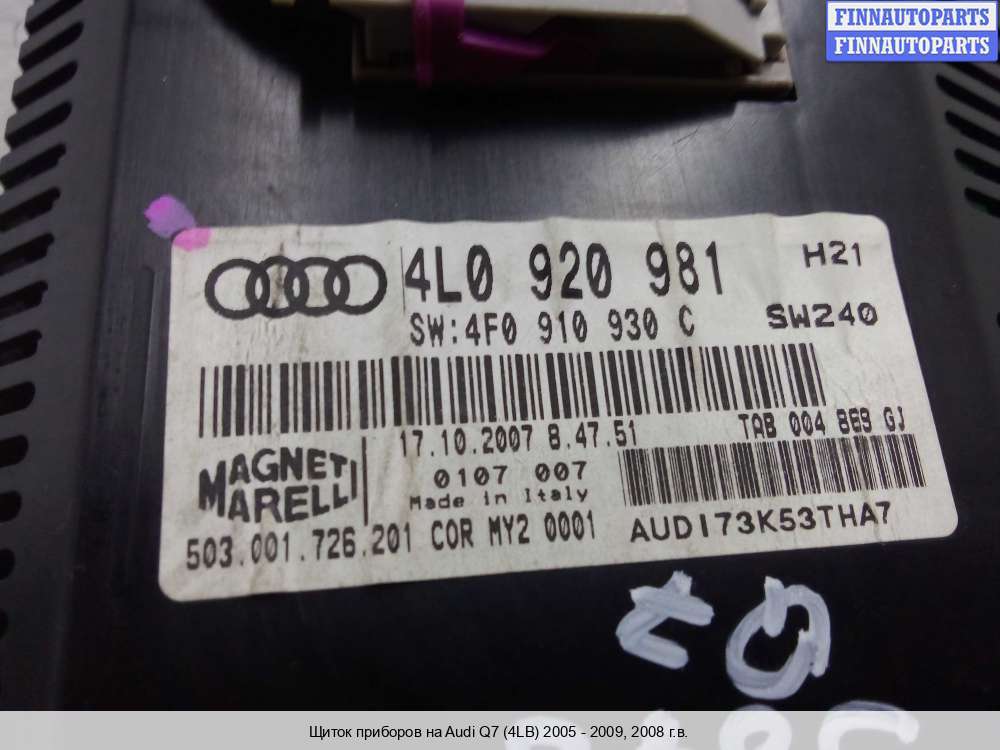 FINNAUTOPARTS
FINNAUTOPARTS
4L0 920 981 H21
SW:4F0 910 930 C SW240
17.10.2007 8.47.51 TAB 004 869 GJ
MAGNETI
MARELLI
0107 007
Made in Italy
503.001.726.201 COR MY2 0001
AUDI73K53THA7
Щиток приборов на Audi Q7 (4LB) 2005 - 2009, 2008 г.в.